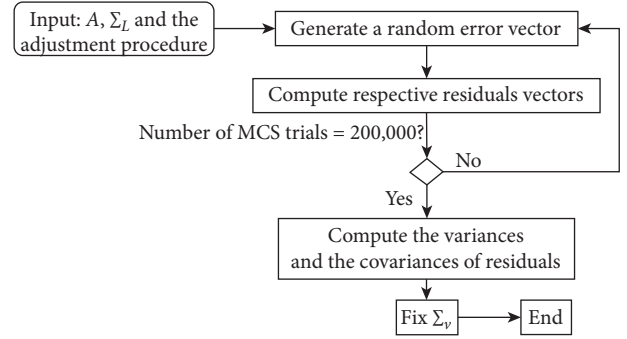 Input: A, Σ_L and the
adjustment procedure
Generate a random error vector
Compute respective residuals vectors
Number of MCS trials = 200,000?
No
Yes
Compute the variances
and the covariances of residuals
Fix Σ_v
End